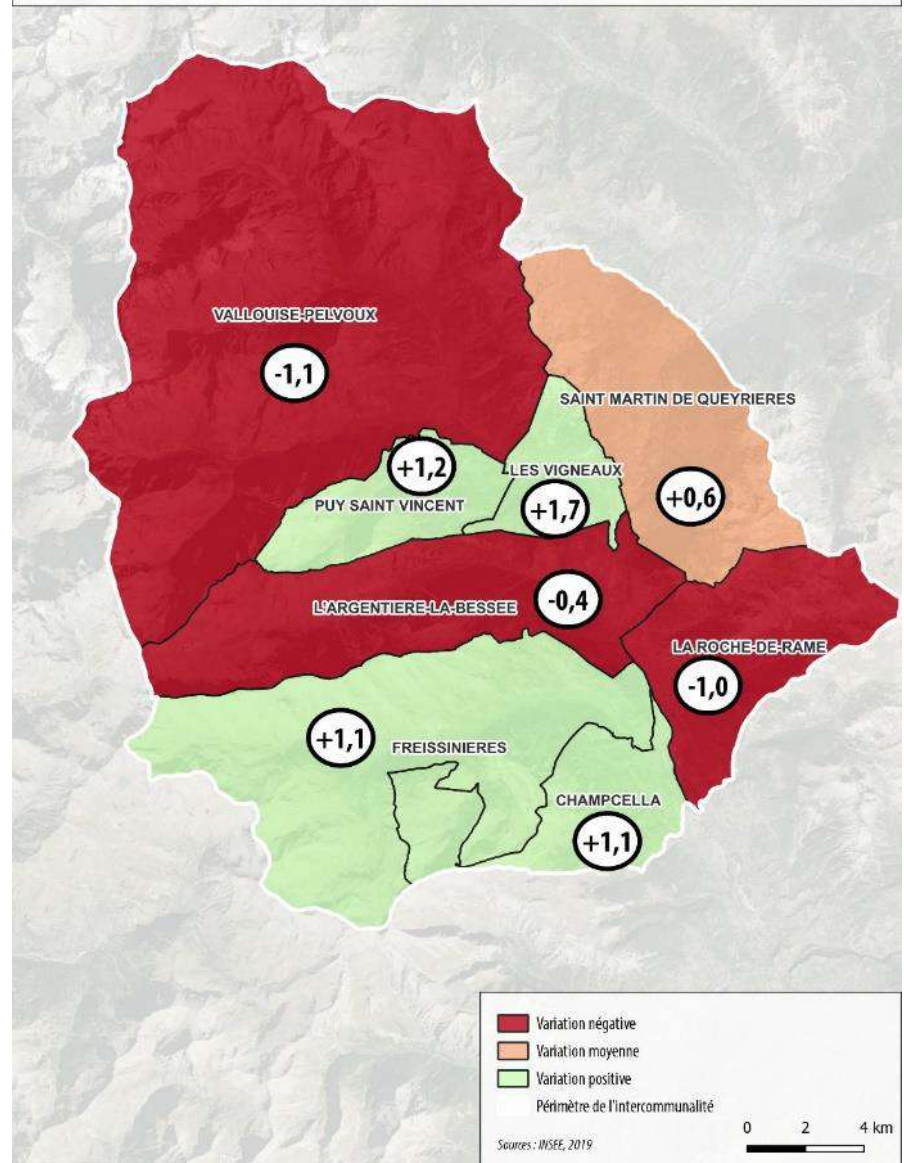 VALLOUISE-PELVOUX
-1,1
SAINT MARTIN DE QUEYRIERES
+1,2
LES VIGNEAUX
+0,6
PUY SAINT VINCENT
+1,7
-0,4
L'ARGENTIERE-LA-BESSEE
LA ROCHE-DE-RAME
-1,0
+1,1
FREISSINIERES
CHAMPCELLA
+1,1
Variation négative
Variation moyenne
Variation positive
Périmètre de l'intercommunalité
0 2 4 km
Sources : INSEE, 2019